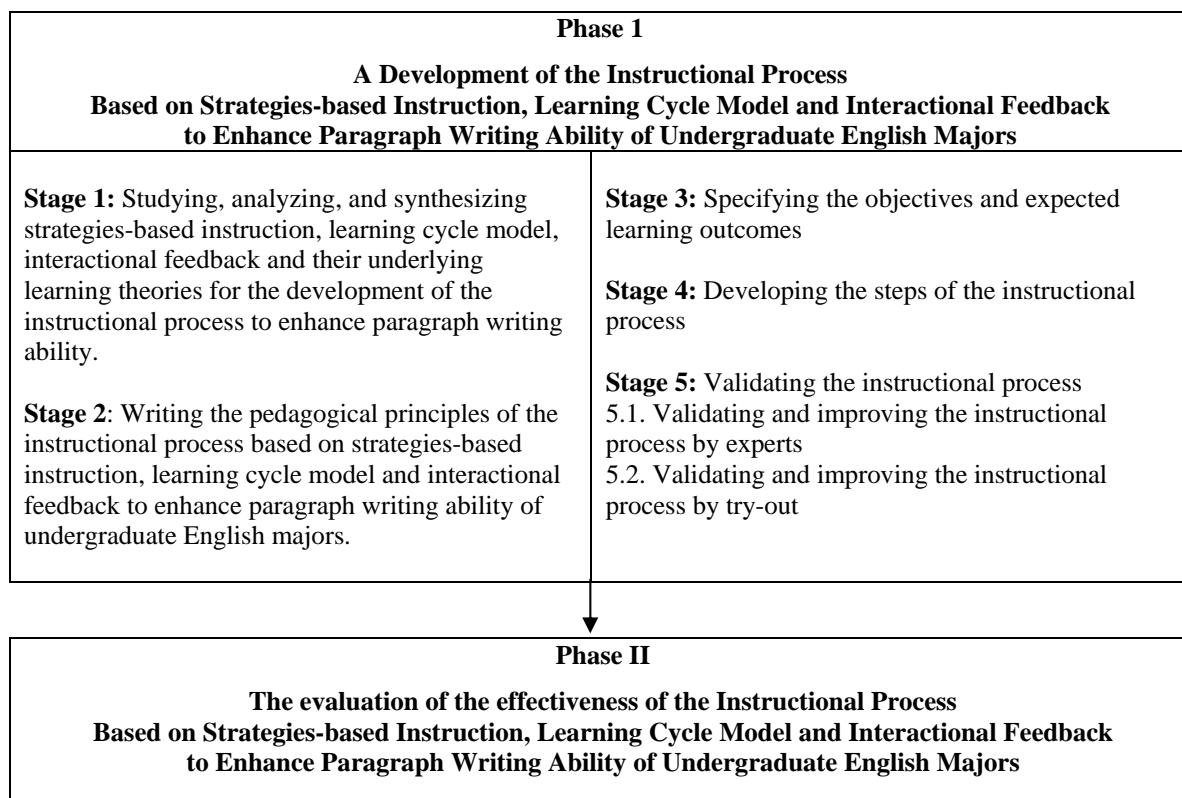 Phase 1
A Development of the Instructional Process
Based on Strategies-based Instruction, Learning Cycle Model and Interactional Feedback
to Enhance Paragraph Writing Ability of Undergraduate English Majors
Stage 1: Studying, analyzing, and synthesizing
strategies-based instruction, learning cycle model,
interactional feedback and their underlying
learning theories for the development of the
instructional process to enhance paragraph writing
ability.
Stage 2: Writing the pedagogical principles of the
instructional process based on strategies-based
instruction, learning cycle model and interactional
feedback to enhance paragraph writing ability of
undergraduate English majors.
Stage 3: Specifying the objectives and expected
learning outcomes
Stage 4: Developing the steps of the instructional
process
Stage 5: Validating the instructional process
5.1. Validating and improving the instructional
process by experts
5.2. Validating and improving the instructional
process by try-out
Phase II
The evaluation of the effectiveness of the Instructional Process
Based on Strategies-based Instruction, Learning Cycle Model and Interactional Feedback
to Enhance Paragraph Writing Ability of Undergraduate English Majors